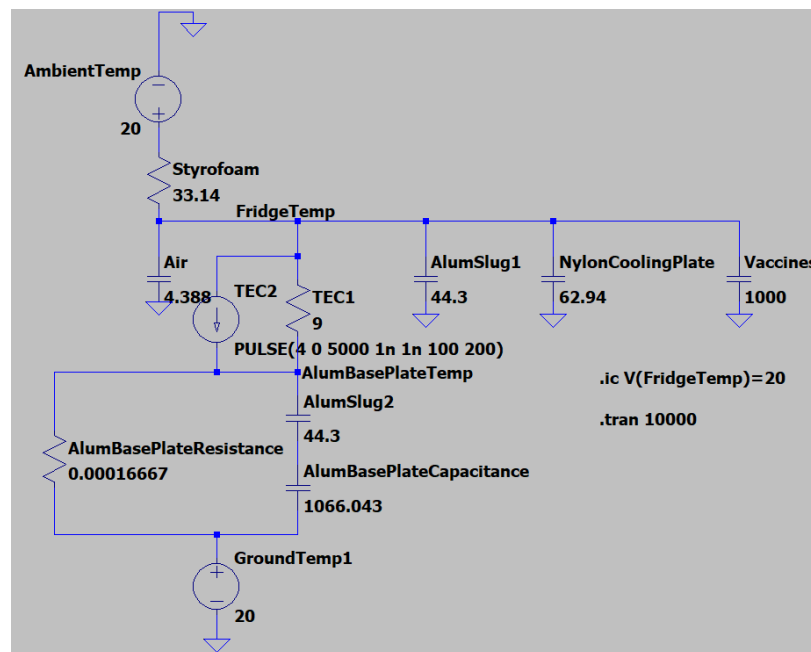 AmbientTemp
20
Styrofoam
33.14
FridgeTemp
Air
4.388
TEC2
TEC1
9
PULSE(4 0 5000 1n 1n 100 200)
AlumSlug1
44.3
NylonCoolingPlate
62.94
Vaccines
1000
AlumBasePlateTemp
.ic V(FridgeTemp)=20
.tran 10000
AlumSlug2
44.3
AlumBasePlateResistance
0.00016667
AlumBasePlateCapacitance
1066.043
GroundTemp1
20